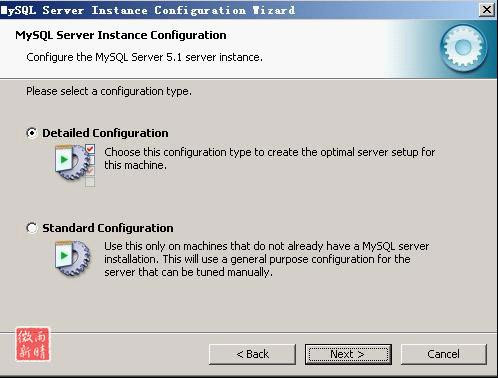 MySQL Server Instance Configuration Wizard
MySQL Server Instance Configuration
Configure the MySQL Server 5.1 server instance.
Please select a configuration type.
Detailed Configuration
Choose this configuration type to create the optimal server setup for
this machine.
Standard Configuration
Use this only on machines that do not already have a MySQL server
installation. This will use a general purpose configuration for the
server that can be tuned manually.
微雨
新晴
< Back
Next >
Cancel